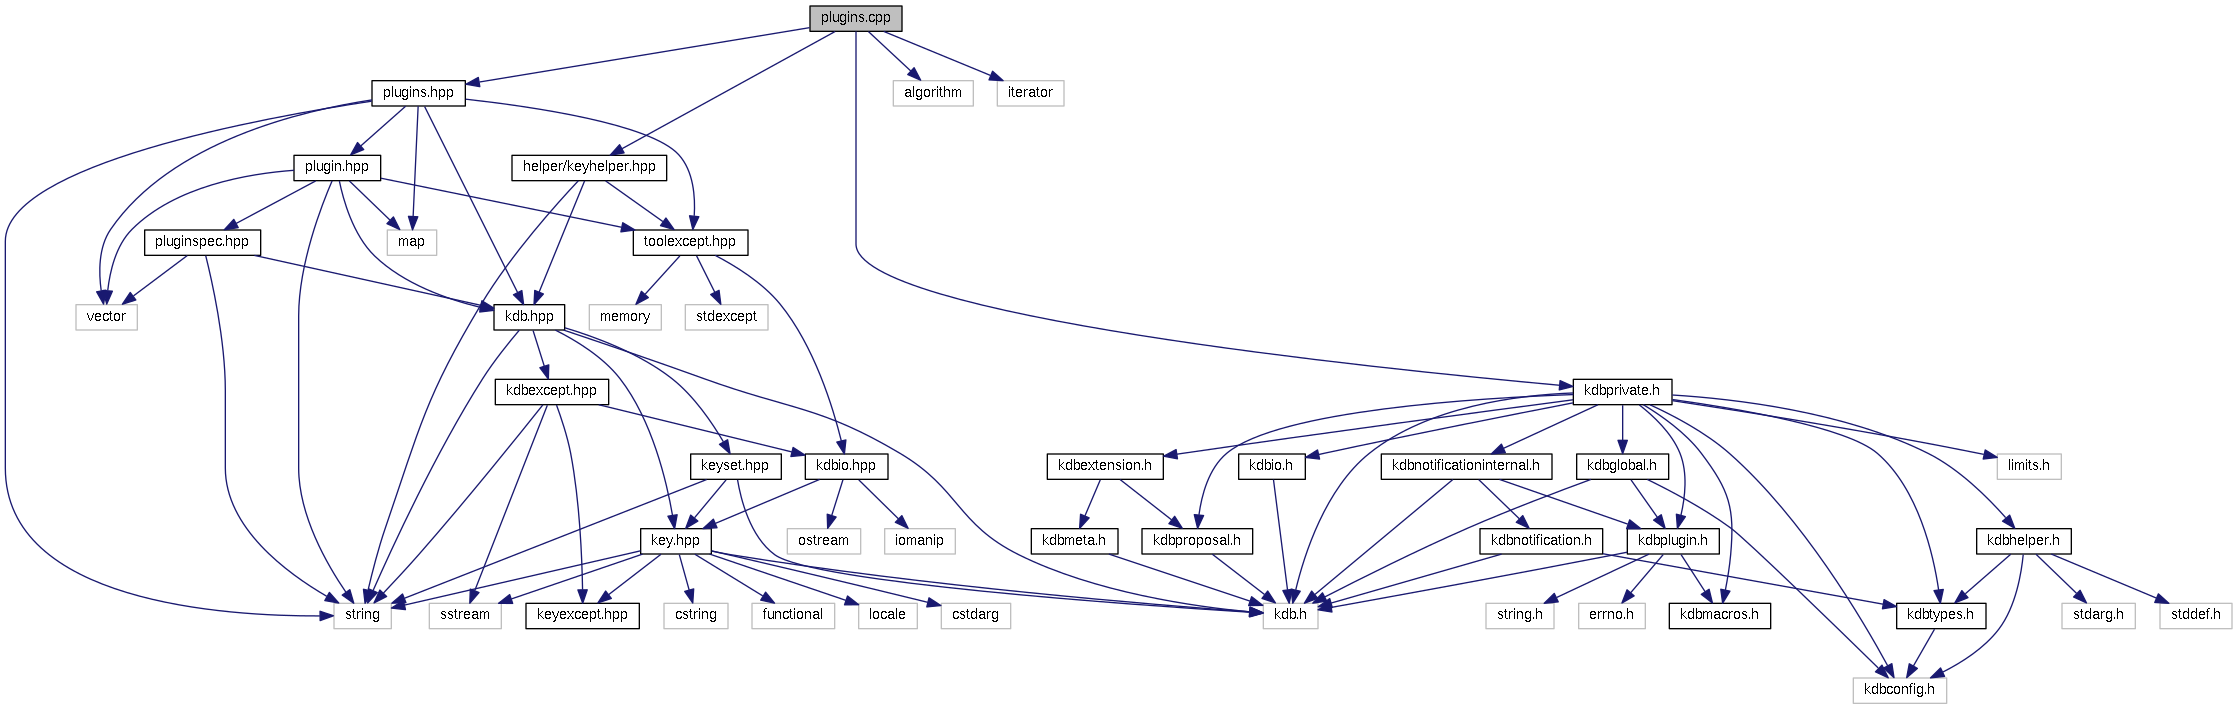 plugins.cpp
plugins.hpp
algorithm
iterator
plugin.hpp
helper/keyhelper.hpp
pluginspec.hpp
map
toolexcept.hpp
vector
kdb.hpp
memory
stdexcept
kdbexcept.hpp
kdbprivate.h
keyset.hpp
kdbio.hpp
kdbextension.h
kdbio.h
kdbnotificationinternal.h
kdbglobal.h
limits.h
key.hpp
ostream
iomanip
kdbmeta.h
kdbproposal.h
kdbnotification.h
kdbplugin.h
kdbhelper.h
string
sstream
keyexcept.hpp
cstring
functional
locale
cstdarg
kdb.h
string.h
errno.h
kdbmacros.h
kdbtypes.h
stdarg.h
stddef.h
kdbconfig.h